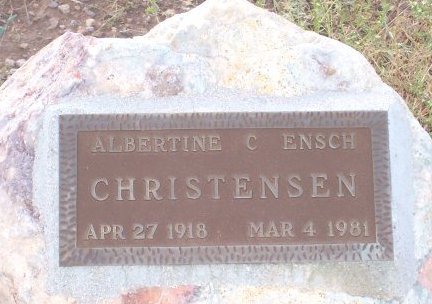 ALBERTINE C ENSCH
CHRISTENSEN
APR 27 1918 MAR 4 1981